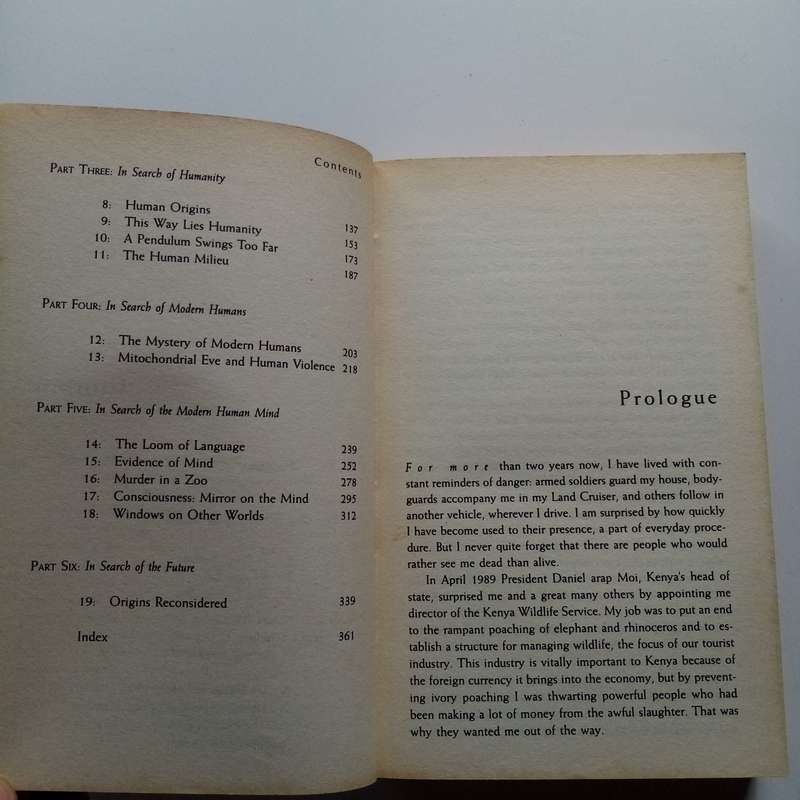 Contents
PART THREE: In Search of Humanity
8: Human Origins 137
9: This Way Lies Humanity 153
10: A Pendulum Swings Too Far 173
11: The Human Milieu 187
PART FOUR: In Search of Modern Humans
12: The Mystery of Modern Humans 203
13: Mitochondrial Eve and Human Violence 218
PART FIVE: In Search of the Modern Human Mind
14: The Loom of Language 239
15: Evidence of Mind 252
16: Murder in a Zoo 278
17: Consciousness: Mirror on the Mind 295
18: Windows on Other Worlds 312
PART SIX: In Search of the Future
19: Origins Reconsidered 339
Index 361
Prologue
For more than two years now, I have lived with con-
stant reminders of danger: armed soldiers guard my house, body-
guards accompany me in my Land Cruiser, and others follow in
another vehicle, wherever I drive. I am surprised by how quickly
I have become used to their presence, a part of everyday proce-
dure. But I never quite forget that there are people who would
rather see me dead than alive.
In April 1989 President Daniel arap Moi, Kenya's head of
state, surprised me and a great many others by appointing me
director of the Kenya Wildlife Service. My job was to put an end
to the rampant poaching of elephant and rhinoceros and to es-
tablish a structure for managing wildlife, the focus of our tourist
industry. This industry is vitally important to Kenya because of
the foreign currency it brings into the economy, but by prevent-
ing ivory poaching I was thwarting powerful people who had
been making a lot of money from the awful slaughter. That was
why they wanted me out of the way.